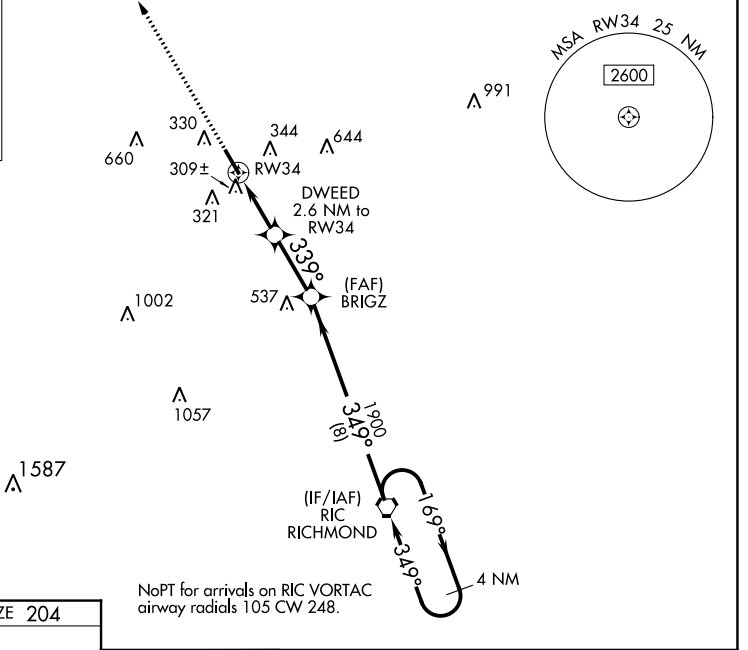 MSA RW34 25 NM
2600
991
330
344
644
660
309±
RW34
321
DWEED
2.6 NM to
RW34
339°
(FAF)
BRIGZ
537
1002
1057
1900
349°
(8)
1587
(IF/IAF)
RIC
RICHMOND
169°
349°
4 NM
NoPT for arrivals on RIC VORTAC
airway radials 105 CW 248.
ZE 204